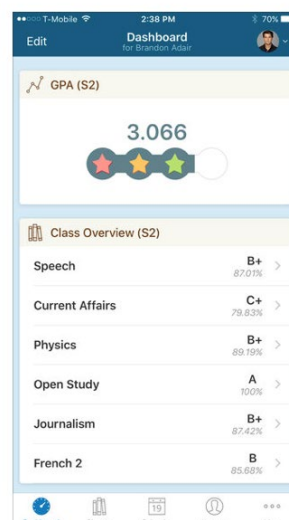 T-Mobile 2:38 PM 70%
Edit Dashboard
for Brandon Adair
GPA (S2)
3.066
Class Overview (S2)
Speech B+
87.01%
Current Affairs C+
79.83%
Physics B+
89.19%
Open Study A
100%
Journalism B+
87.42%
French 2 B
85.68%
19